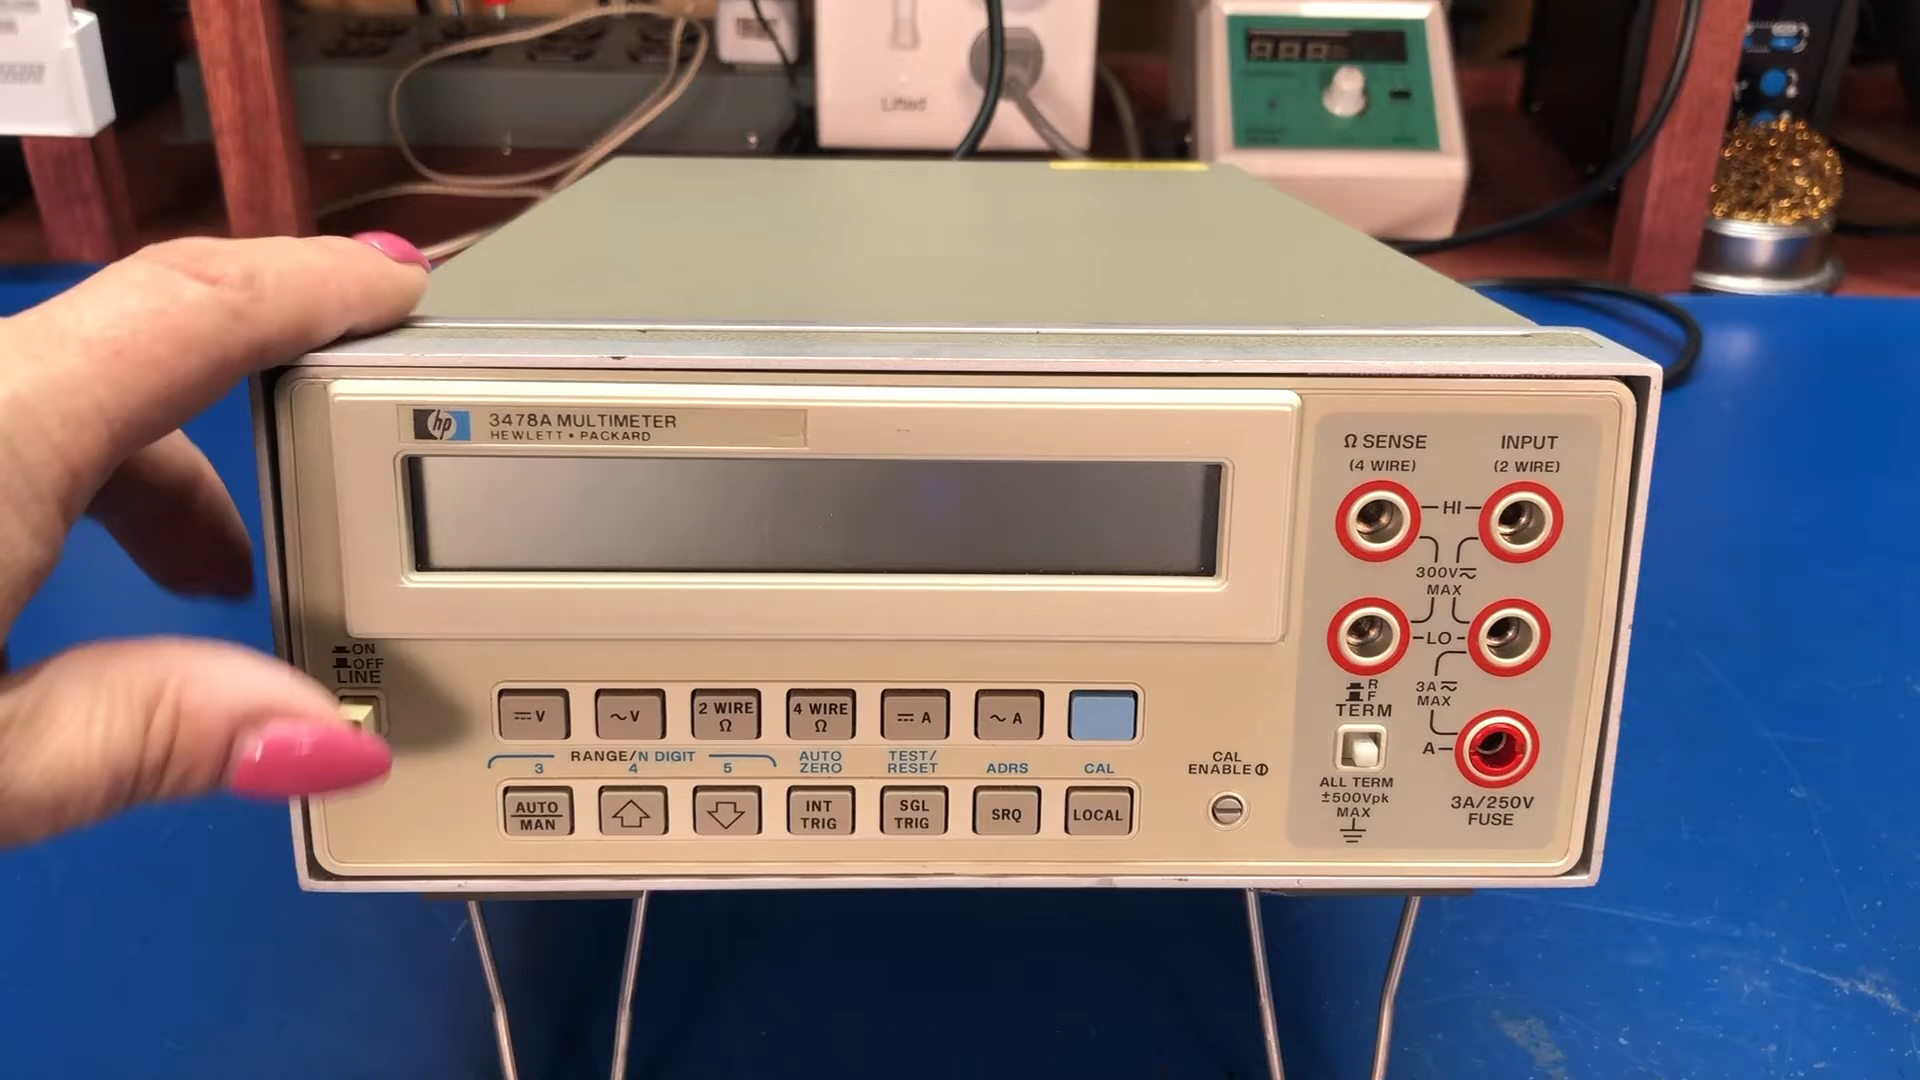 Lifted
hp
3478A MULTIMETER
HEWLETT • PACKARD
Ω SENSE
(4 WIRE)
INPUT
(2 WIRE)
HI
300V⎓~
MAX
LO
ON
OFF
LINE
⎓V
~V
2 WIRE
Ω
4 WIRE
Ω
⎓A
~A
RANGE/N DIGIT
3
4
5
AUTO
ZERO
TEST/
RESET
ADRS
CAL
AUTO
MAN
INT
TRIG
SGL
TRIG
SRQ
LOCAL
CAL
ENABLE
R
F
TERM
3A⎓~
MAX
A
ALL TERM
±500Vpk
MAX
3A/250V
FUSE